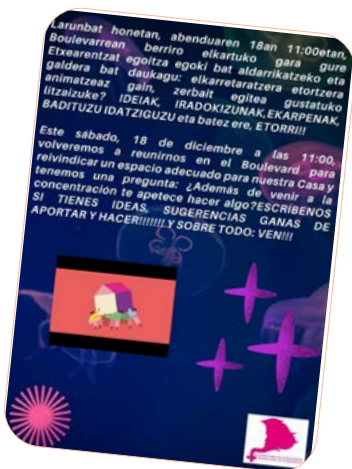 Larunbat honetan, abenduaren 18an 11:00etan,
Boulevarrean berriro elkartuko gara gure
Etxearentzat egoitza egoki bat aldarrikatzeko eta
galdera bat daukagu: elkarretaratzera etortzera
animatzeaz gain, zerbait egitea gustatuko
litzaizuke? IDEIAK, IRADOKIZUNAK,EKARPENAK,
BADITUZU IDATZIGUZU eta batez ere, ETORRI!!!
Este sábado, 18 de diciembre a las 11:00,
volveremos a reunirnos en el Boulevard para
reivindicar un espacio adecuado para nuestra Casa y
tenemos una pregunta: ¿Además de venir a la
concentración te apetece hacer algo?ESCRÍBENOS
SI TIENES IDEAS, SUGERENCIAS GANAS DE
APORTAR Y HACER!!!!!!! Y SOBRE TODO: VEN!!!